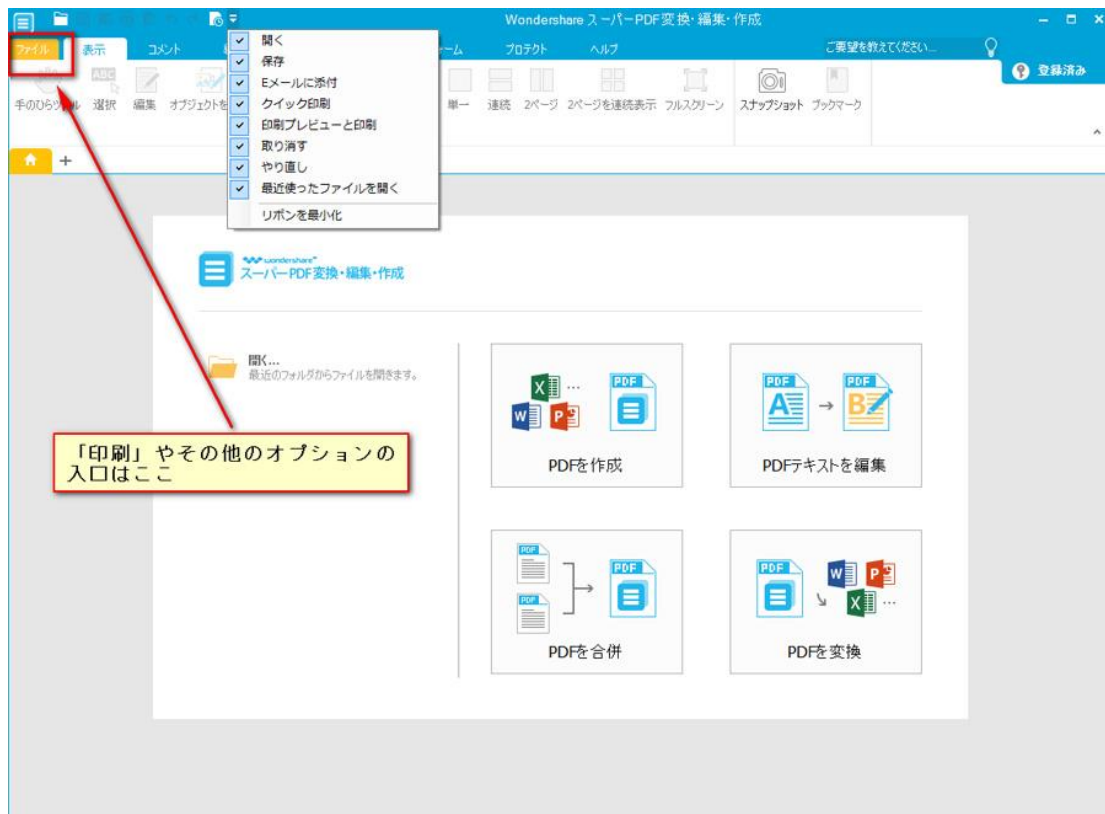 Wondershare スーパーPDF変換・編集・作成
ファイル 表示 コメント ーム プロテクト ヘルプ ご要望を教えてください...
登録済み
手のひらツール 選択 編集 オブジェクトを 単一 連続 2ページ 2ページを連続表示 フルスクリーン スナップショット ブックマーク
開く
保存
Eメールに添付
クイック印刷
印刷プレビューと印刷
取り消す
やり直し
最近使ったファイルを開く
リボンを最小化
wondershare
スーパーPDF変換・編集・作成
開く...
最近のフォルダからファイルを開きます。
「印刷」やその他のオプションの
入口はここ
PDFを作成
PDFテキストを編集
PDFを合併
PDFを変換